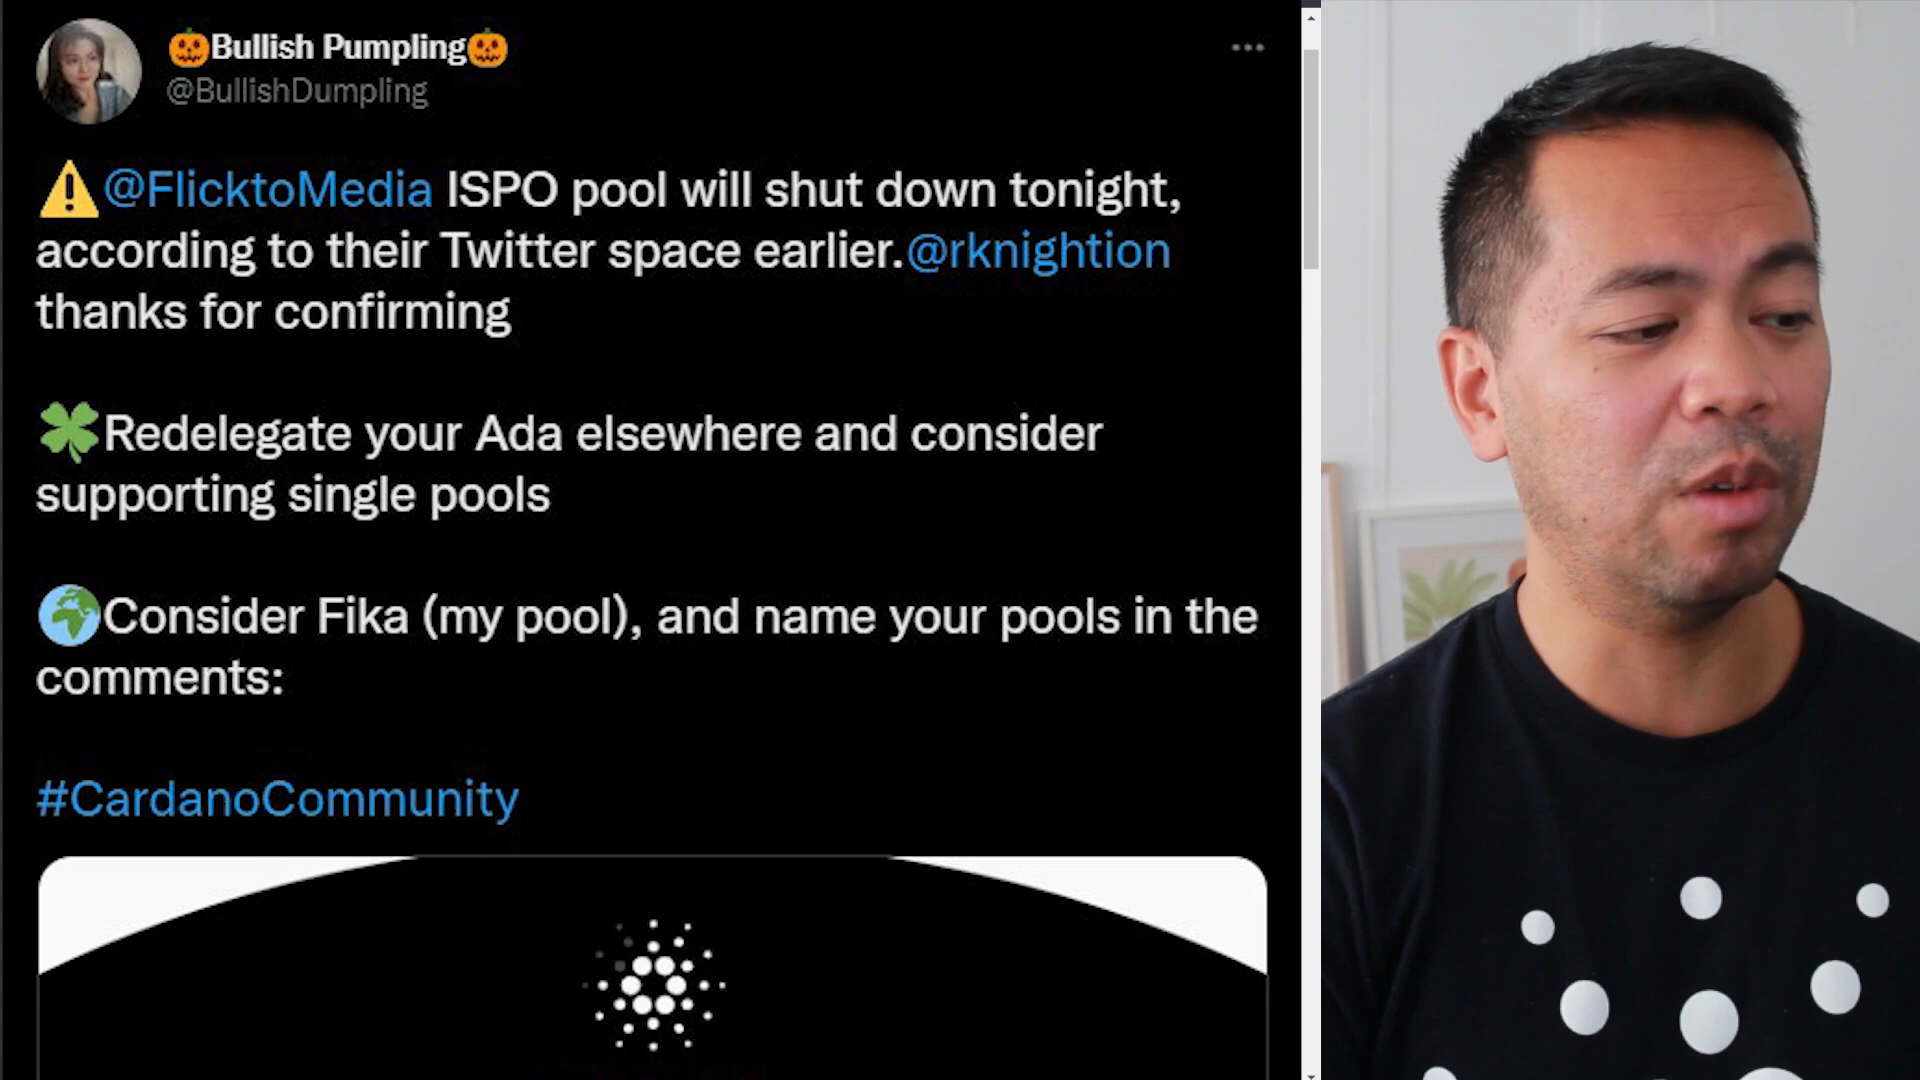 🎃Bullish Pumpling🎃
@BullishDumpling
⚠️@FlicktoMedia ISPO pool will shut down tonight,
according to their Twitter space earlier.@rknightion
thanks for confirming
🍀Redelegate your Ada elsewhere and consider
supporting single pools
🌍Consider Fika (my pool), and name your pools in the
comments:
#CardanoCommunity